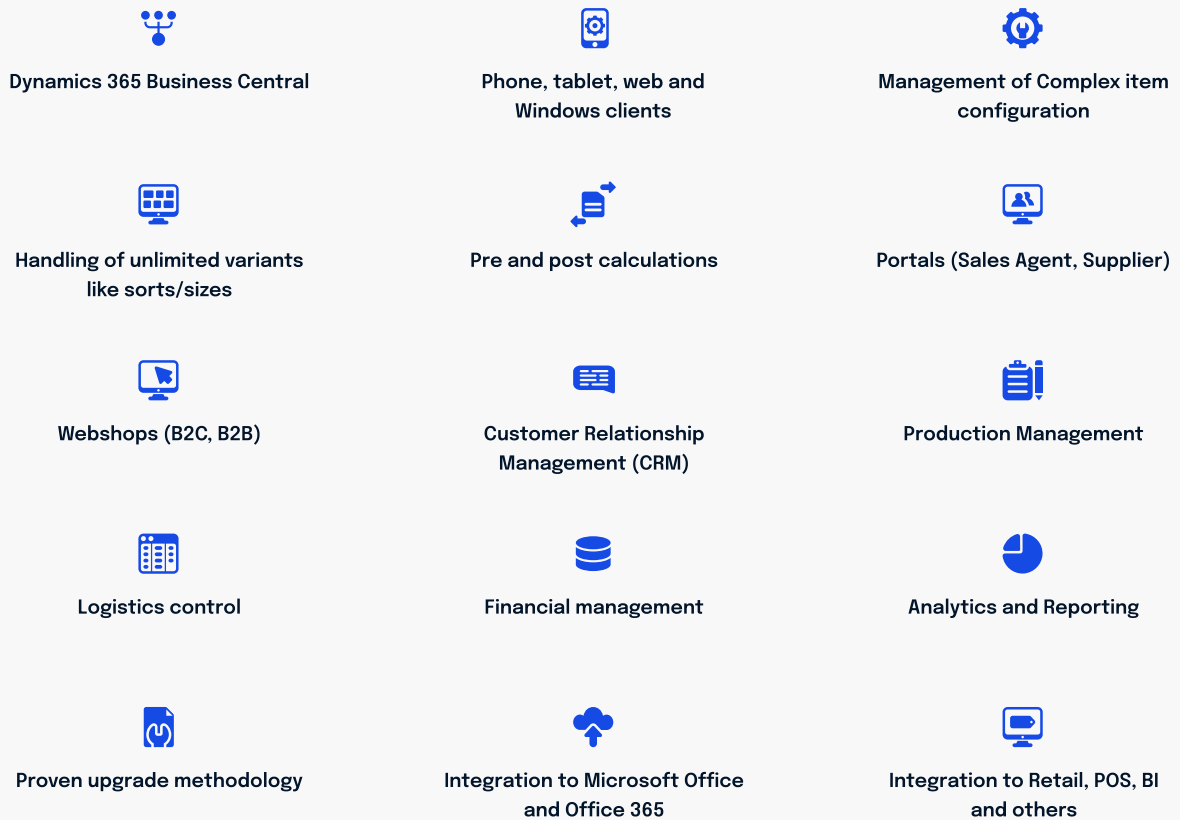 Dynamics 365 Business Central
Phone, tablet, web and
Windows clients
Management of Complex item
configuration
Handling of unlimited variants
like sorts/sizes
Pre and post calculations
Portals (Sales Agent, Supplier)
Webshops (B2C, B2B)
Customer Relationship
Management (CRM)
Production Management
Logistics control
Financial management
Analytics and Reporting
Proven upgrade methodology
Integration to Microsoft Office
and Office 365
Integration to Retail, POS, BI
and others